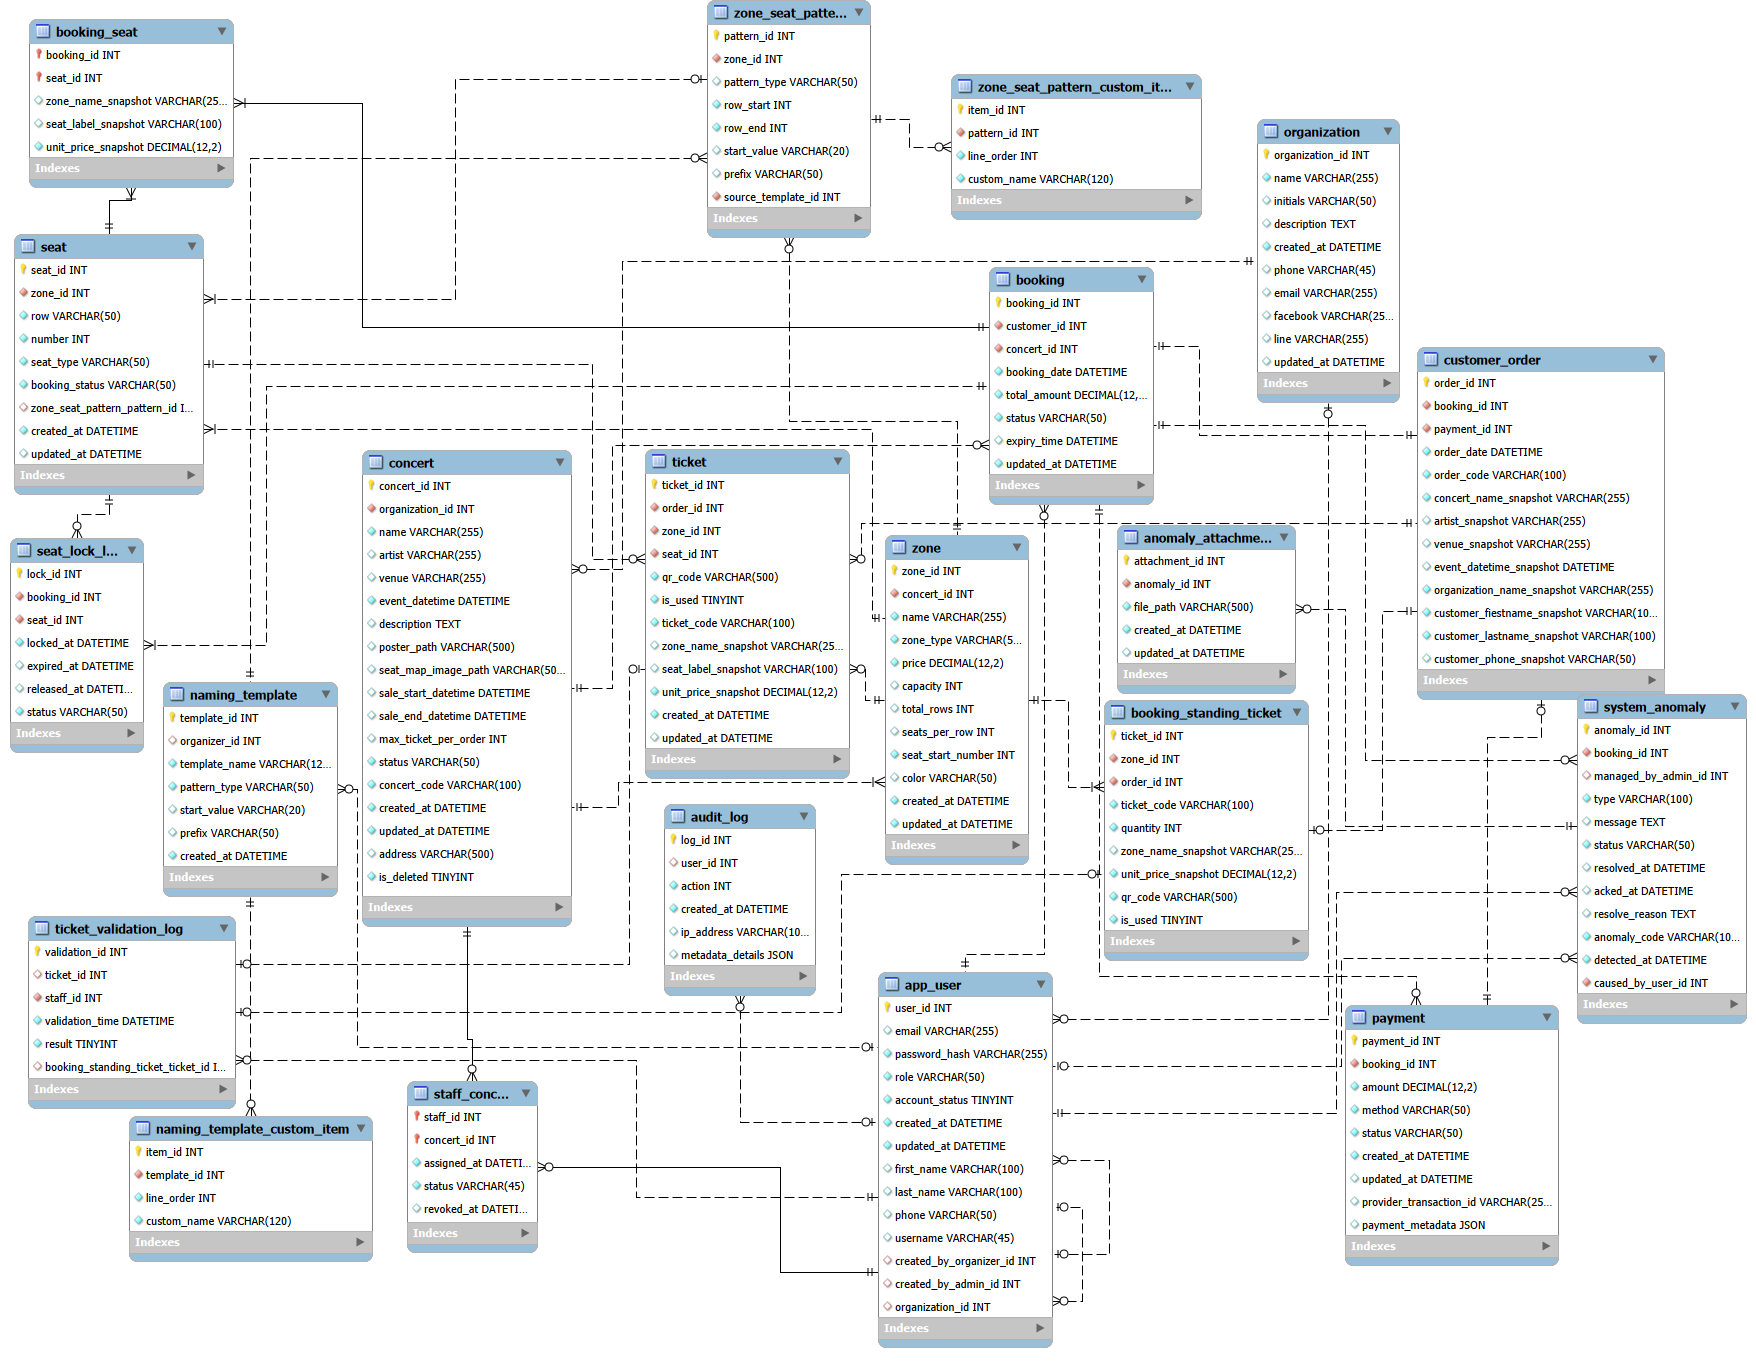 booking_seat
booking_id INT
seat_id INT
zone_name_snapshot VARCHAR(25...
seat_label_snapshot VARCHAR(100)
unit_price_snapshot DECIMAL(12,2)
Indexes
zone_seat_patte...
pattern_id INT
zone_id INT
pattern_type VARCHAR(50)
row_start INT
row_end INT
start_value VARCHAR(20)
prefix VARCHAR(50)
source_template_id INT
Indexes
zone_seat_pattern_custom_it...
item_id INT
pattern_id INT
line_order INT
custom_name VARCHAR(120)
Indexes
organization
organization_id INT
name VARCHAR(255)
initials VARCHAR(50)
description TEXT
created_at DATETIME
phone VARCHAR(45)
email VARCHAR(255)
facebook VARCHAR(25...
line VARCHAR(255)
updated_at DATETIME
Indexes
seat
seat_id INT
zone_id INT
row VARCHAR(50)
number INT
seat_type VARCHAR(50)
booking_status VARCHAR(50)
zone_seat_pattern_pattern_id I...
created_at DATETIME
updated_at DATETIME
Indexes
booking
booking_id INT
customer_id INT
concert_id INT
booking_date DATETIME
total_amount DECIMAL(12,...
status VARCHAR(50)
expiry_time DATETIME
updated_at DATETIME
Indexes
customer_order
order_id INT
booking_id INT
payment_id INT
order_date DATETIME
order_code VARCHAR(100)
concert_name_snapshot VARCHAR(255)
artist_snapshot VARCHAR(255)
venue_snapshot VARCHAR(255)
event_datetime_snapshot DATETIME
organization_name_snapshot VARCHAR(255)
customer_fiestname_snapshot VARCHAR(10...
customer_lastname_snapshot VARCHAR(100)
customer_phone_snapshot VARCHAR(50)
Indexes
concert
concert_id INT
organization_id INT
name VARCHAR(255)
artist VARCHAR(255)
venue VARCHAR(255)
event_datetime DATETIME
description TEXT
poster_path VARCHAR(500)
seat_map_image_path VARCHAR(50...
sale_start_datetime DATETIME
sale_end_datetime DATETIME
max_ticket_per_order INT
status VARCHAR(50)
concert_code VARCHAR(100)
created_at DATETIME
updated_at DATETIME
address VARCHAR(500)
is_deleted TINYINT
Indexes
ticket
ticket_id INT
order_id INT
zone_id INT
seat_id INT
qr_code VARCHAR(500)
is_used TINYINT
ticket_code VARCHAR(100)
zone_name_snapshot VARCHAR(25...
seat_label_snapshot VARCHAR(100)
unit_price_snapshot DECIMAL(12,2)
created_at DATETIME
updated_at DATETIME
Indexes
zone
zone_id INT
concert_id INT
name VARCHAR(255)
zone_type VARCHAR(5...
price DECIMAL(12,2)
capacity INT
total_rows INT
seats_per_row INT
seat_start_number INT
color VARCHAR(50)
created_at DATETIME
updated_at DATETIME
Indexes
anomaly_attachme...
attachment_id INT
anomaly_id INT
file_path VARCHAR(500)
created_at DATETIME
updated_at DATETIME
Indexes
seat_lock_l...
lock_id INT
booking_id INT
seat_id INT
locked_at DATETIME
expired_at DATETIME
released_at DATETI...
status VARCHAR(50)
Indexes
naming_template
template_id INT
organizer_id INT
template_name VARCHAR(12...
pattern_type VARCHAR(50)
start_value VARCHAR(20)
prefix VARCHAR(50)
created_at DATETIME
Indexes
booking_standing_ticket
ticket_id INT
zone_id INT
order_id INT
ticket_code VARCHAR(100)
quantity INT
zone_name_snapshot VARCHAR(25...
unit_price_snapshot DECIMAL(12,2)
qr_code VARCHAR(500)
is_used TINYINT
Indexes
system_anomaly
anomaly_id INT
booking_id INT
managed_by_admin_id INT
type VARCHAR(100)
message TEXT
status VARCHAR(50)
resolved_at DATETIME
acked_at DATETIME
resolve_reason TEXT
anomaly_code VARCHAR(10...
detected_at DATETIME
caused_by_user_id INT
Indexes
audit_log
log_id INT
user_id INT
action INT
created_at DATETIME
ip_address VARCHAR(10...
metadata_details JSON
Indexes
ticket_validation_log
validation_id INT
ticket_id INT
staff_id INT
validation_time DATETIME
result TINYINT
booking_standing_ticket_ticket_id I...
Indexes
app_user
user_id INT
email VARCHAR(255)
password_hash VARCHAR(255)
role VARCHAR(50)
account_status TINYINT
created_at DATETIME
updated_at DATETIME
first_name VARCHAR(100)
last_name VARCHAR(100)
phone VARCHAR(50)
username VARCHAR(45)
created_by_organizer_id INT
created_by_admin_id INT
organization_id INT
Indexes
payment
payment_id INT
booking_id INT
amount DECIMAL(12,2)
method VARCHAR(50)
status VARCHAR(50)
created_at DATETIME
updated_at DATETIME
provider_transaction_id VARCHAR(25...
payment_metadata JSON
Indexes
staff_conc...
staff_id INT
concert_id INT
assigned_at DATETI...
status VARCHAR(45)
revoked_at DATETI...
Indexes
naming_template_custom_item
item_id INT
template_id INT
line_order INT
custom_name VARCHAR(120)
Indexes